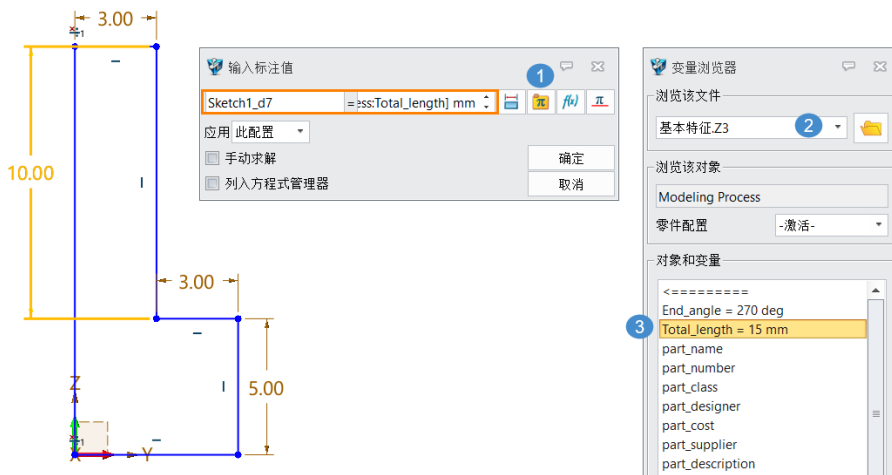 3.00
10.00
3.00
5.00
Z
X
Y
输入标注值
1
Sketch1_d7
=ess:Total_length] mm
f(x)
π
应用 此配置
手动求解
确定
列入方程式管理器
取消
变量浏览器
浏览该文件
基本特征.Z3
2
浏览该对象
Modeling Process
零件配置
-激活-
对象和变量
<=========
End_angle = 270 deg
3
Total_length = 15 mm
part_name
part_number
part_class
part_designer
part_cost
part_supplier
part_description